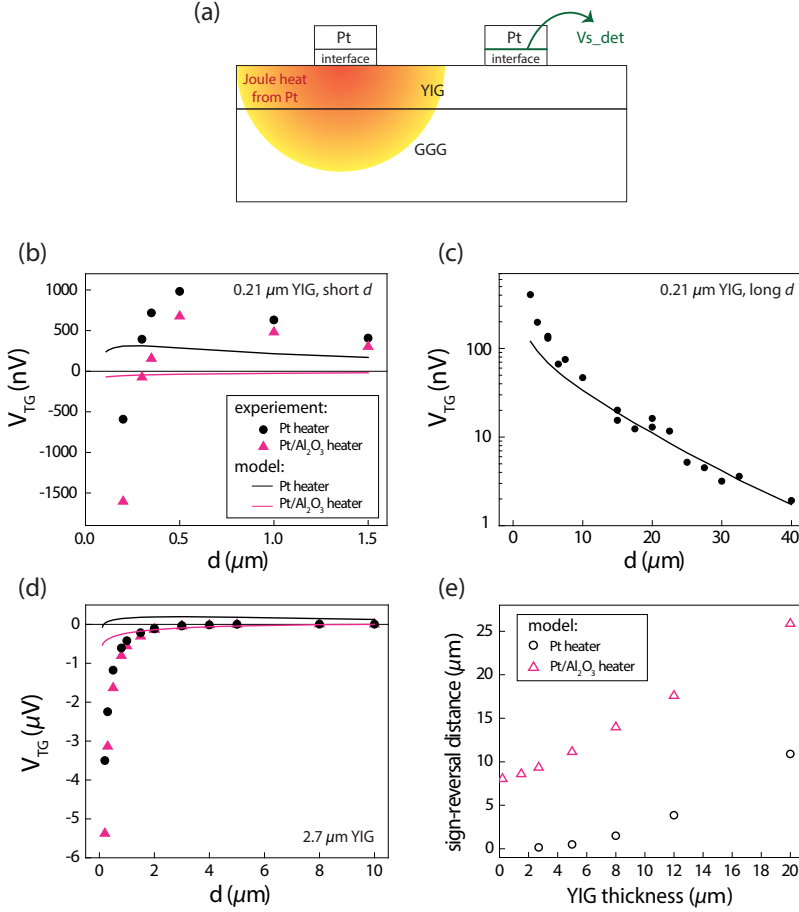 (a)
Pt
interface
Pt
interface
Vs_det
Joule heat
from Pt
YIG
GGG
(b)
0.21 µm YIG, short d
1000
500
0
-500
-1000
-1500
V_TG (nV)
experiement:
Pt heater
Pt/Al₂O₃ heater
model:
Pt heater
Pt/Al₂O₃ heater
0.0
0.5
1.0
1.5
d (µm)
(c)
0.21 µm YIG, long d
100
10
1
V_TG (nV)
0
10
20
30
40
d (µm)
(d)
0
-1
-2
-3
-4
-5
-6
V_TG (µV)
2.7 µm YIG
0
2
4
6
8
10
d (µm)
(e)
model:
Pt heater
Pt/Al₂O₃ heater
25
20
15
10
5
0
sign-reversal distance (µm)
0 2 4 6 8 10 12 14 16 18 20
YIG thickness (µm)